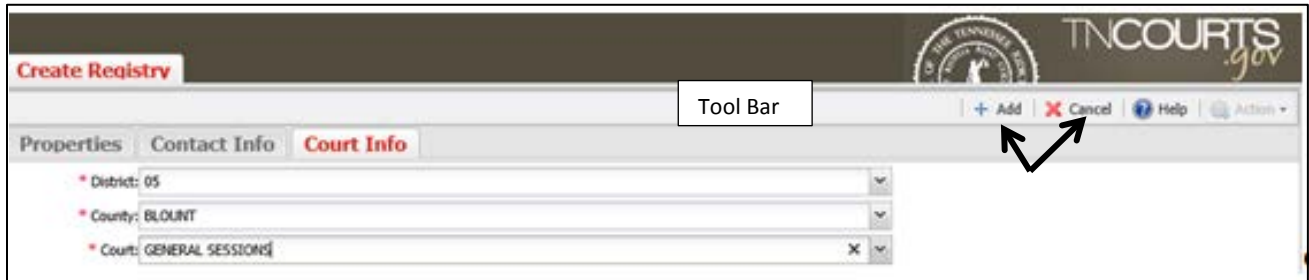 TNCOURTS
.gov
Create Registry
Tool Bar
Add Cancel Help Action
Properties Contact Info Court Info
* District: 05
* County: BLOUNT
* Court: GENERAL SESSIONS